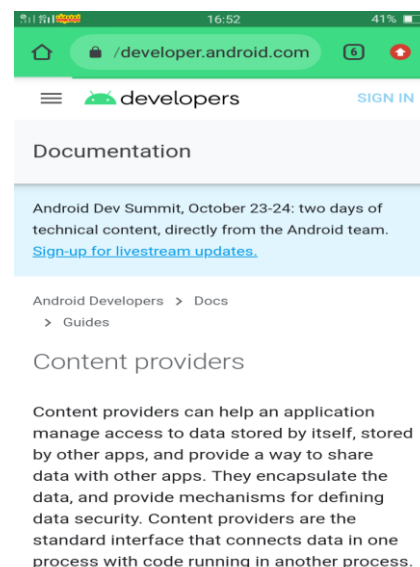 16:52
41%
/developer.android.com
6
developers
SIGN IN
Documentation
Android Dev Summit, October 23-24: two days of
technical content, directly from the Android team.
Sign-up for livestream updates.
Android Developers > Docs
> Guides
Content providers
Content providers can help an application
manage access to data stored by itself, stored
by other apps, and provide a way to share
data with other apps. They encapsulate the
data, and provide mechanisms for defining
data security. Content providers are the
standard interface that connects data in one
process with code running in another process.